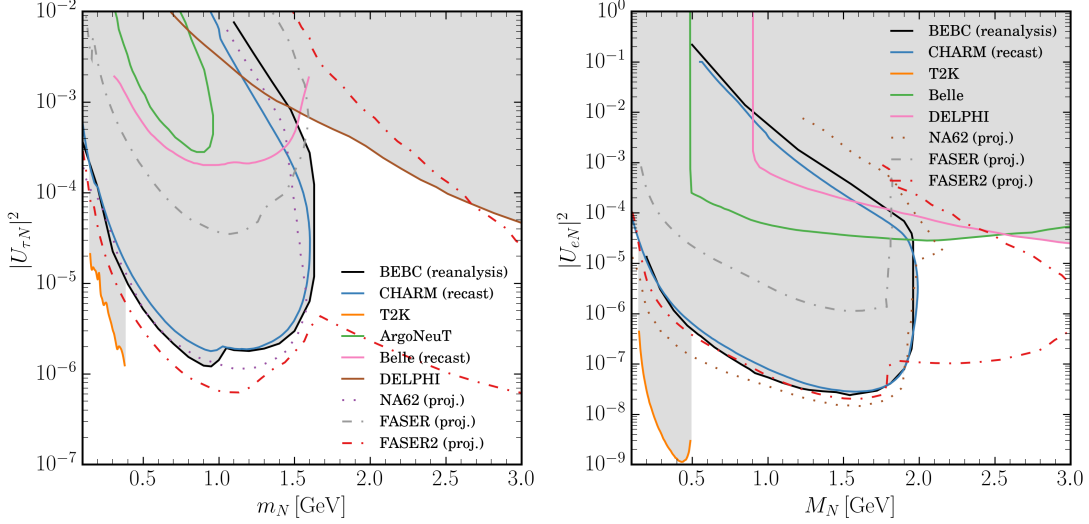 10⁻²
10⁻³
10⁻⁴
10⁻⁵
10⁻⁶
10⁻⁷
|U_{τN}|²
0.5 1.0 1.5 2.0 2.5 3.0
m_N [GeV]
BEBC (reanalysis)
CHARM (recast)
T2K
ArgoNeuT
Belle (recast)
DELPHI
NA62 (proj.)
FASER (proj.)
FASER2 (proj.)
10⁰
10⁻¹
10⁻²
10⁻³
10⁻⁴
10⁻⁵
10⁻⁶
10⁻⁷
10⁻⁸
10⁻⁹
|U_{eN}|²
0.5 1.0 1.5 2.0 2.5 3.0
M_N [GeV]
BEBC (reanalysis)
CHARM (recast)
T2K
Belle
DELPHI
NA62 (proj.)
FASER (proj.)
FASER2 (proj.)